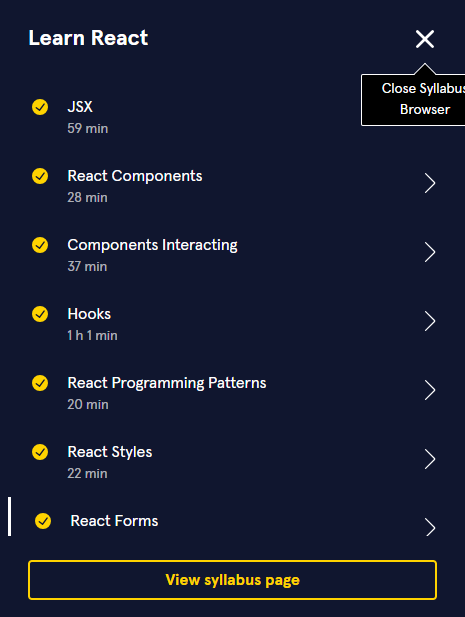 Learn React
Close Syllabus
Browser
JSX
59 min
React Components
28 min
Components Interacting
37 min
Hooks
1 h 1 min
React Programming Patterns
20 min
React Styles
22 min
React Forms
View syllabus page